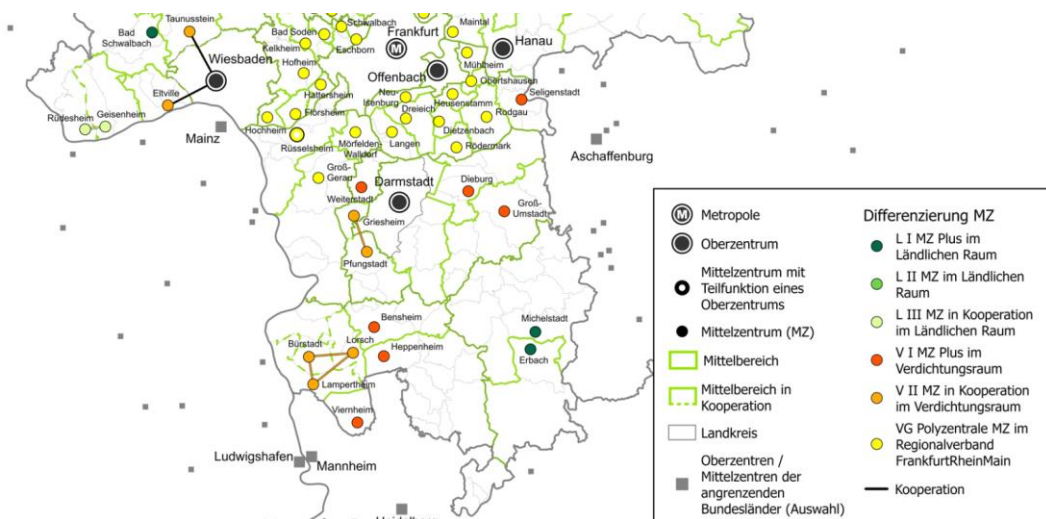 Taunusstein
Bad
Schwalbach
Wiesbaden
Eltville
Rüdesheim
Geisenheim
Mainz
Schwalbach
Bad Soden
Eschborn
Kelkheim
Hofheim
Hattersheim
Flörsheim
Hochheim
Rüsselsheim
Frankfurt
Maintal
Hanau
Mühlheim
Offenbach
Obertshausen
Neu-
Isenburg
Heusenstamm
Seligenstadt
Dreieich
Rodgau
Dietzenbach
Mörfelden-
Walldorf
Langen
Rödermark
Aschaffenburg
Groß-
Gerau
Darmstadt
Dieburg
Weiterstadt
Groß-
Umstadt
Griesheim
Pfungstadt
Bensheim
Michelstadt
Bürstadt
Lorsch
Heppenheim
Erbach
Lampertheim
Viernheim
Ludwigshafen
Mannheim
Metropole
Oberzentrum
Mittelzentrum mit
Teilfunktion eines
Oberzentrums
Mittelzentrum (MZ)
Mittelbereich
Mittelbereich in
Kooperation
Landkreis
Oberzentren /
Mittelzentren der
angrenzenden
Bundesländer (Auswahl)
Differenzierung MZ
L I MZ Plus im
Ländlichen Raum
L II MZ im Ländlichen
Raum
L III MZ in Kooperation
im Ländlichen Raum
V I MZ Plus im
Verdichtungsraum
V II MZ in Kooperation
im Verdichtungsraum
VG Polyzentrale MZ im
Regionalverband
FrankfurtRheinMain
Kooperation